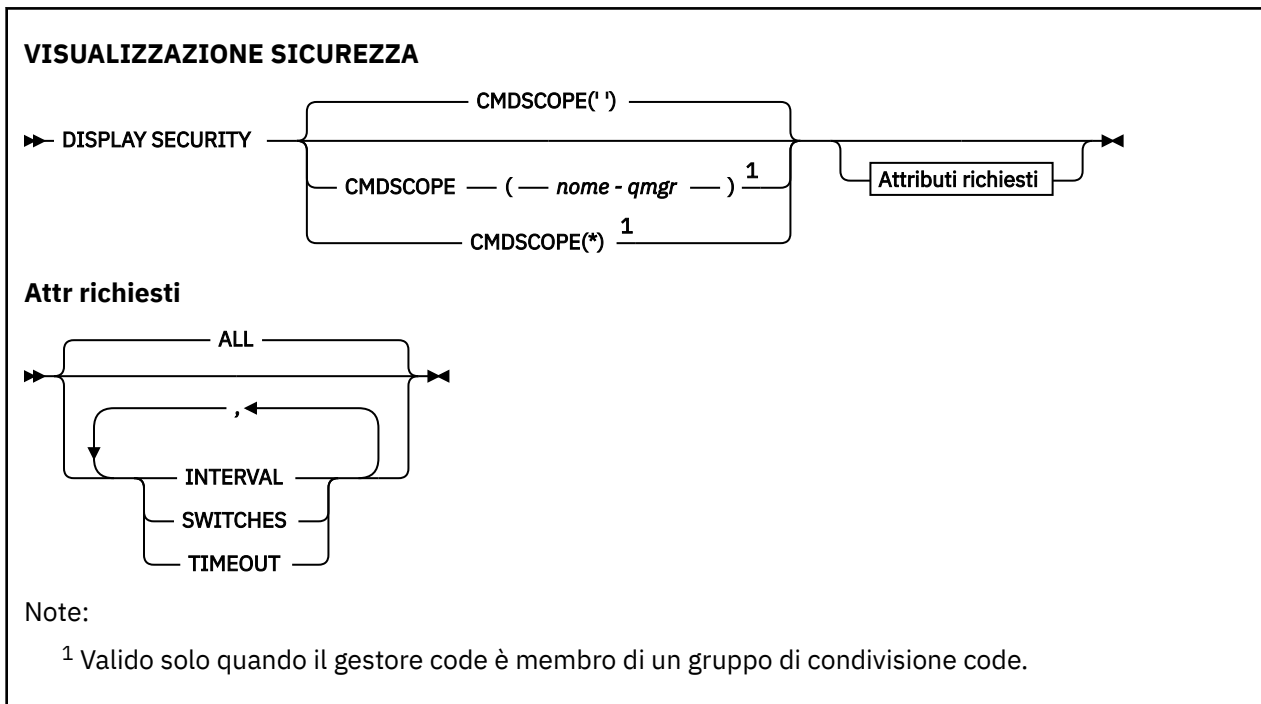 VISUALIZZAZIONE SICUREZZA
CMDSCOPE(' ')
DISPLAY SECURITY
CMDSCOPE ( nome - qmgr ) 1
Attributi richiesti
CMDSCOPE(*) 1
Attr richiesti
ALL
,
INTERVAL
SWITCHES
TIMEOUT
Note:
1 Valido solo quando il gestore code è membro di un gruppo di condivisione code.